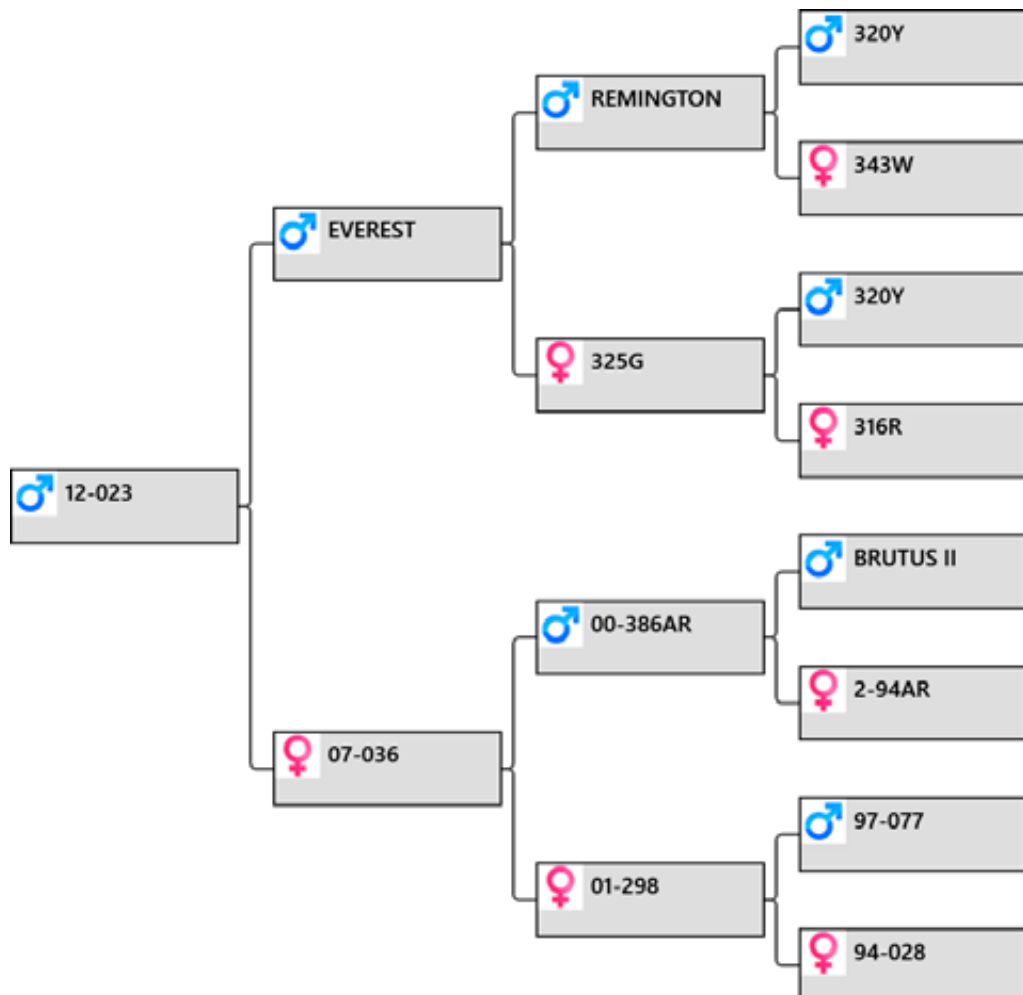 320Y
REMINGTON
343W
EVEREST
320Y
325G
316R
12-023
BRUTUS II
00-386AR
2-94AR
07-036
97-077
01-298
94-028